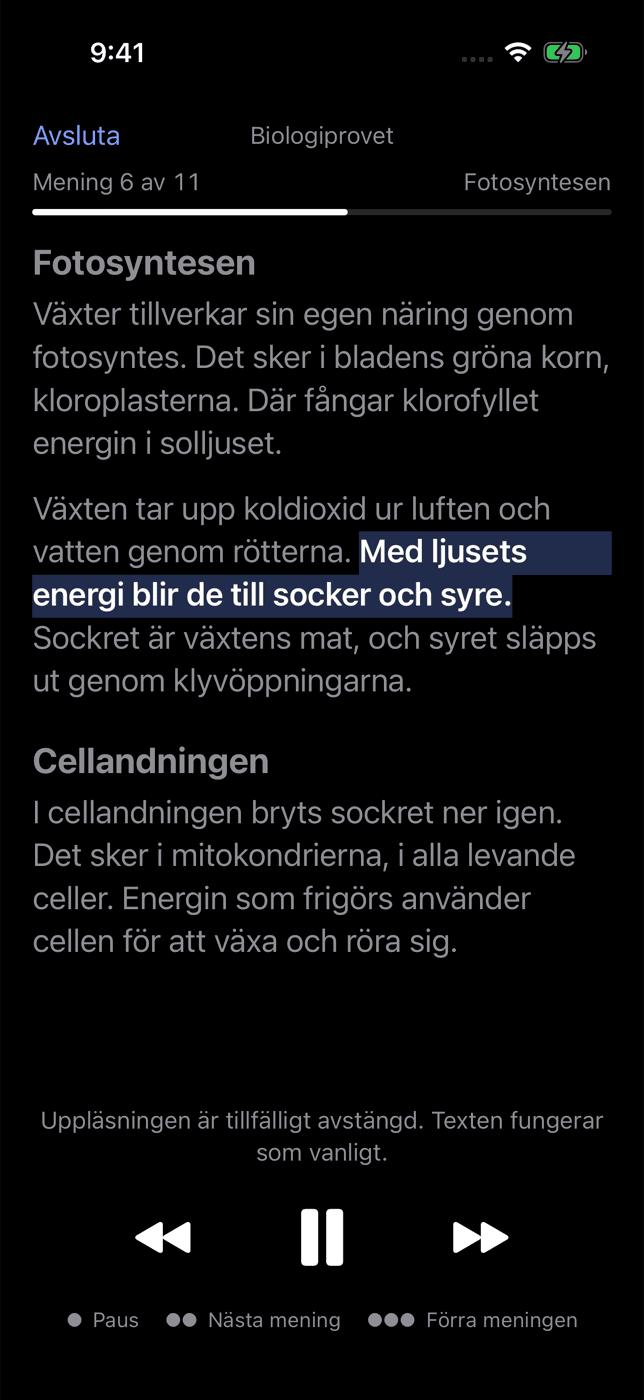 9:41
Avsluta
Biologiprovet
Mening 6 av 11
Fotosyntesen
Fotosyntesen
Växter tillverkar sin egen näring genom
fotosyntes. Det sker i bladens gröna korn,
kloroplasterna. Där fångar klorofyllet
energin i solljuset.
Växten tar upp koldioxid ur luften och
vatten genom rötterna. Med ljusets
energi blir de till socker och syre.
Sockret är växtens mat, och syret släpps
ut genom klyvöppningarna.
Cellandningen
I cellandningen bryts sockret ner igen.
Det sker i mitokondrierna, i alla levande
celler. Energin som frigörs använder
cellen för att växa och röra sig.
Uppläsningen är tillfälligt avstängd. Texten fungerar
som vanligt.
Paus
Nästa mening
Förra meningen